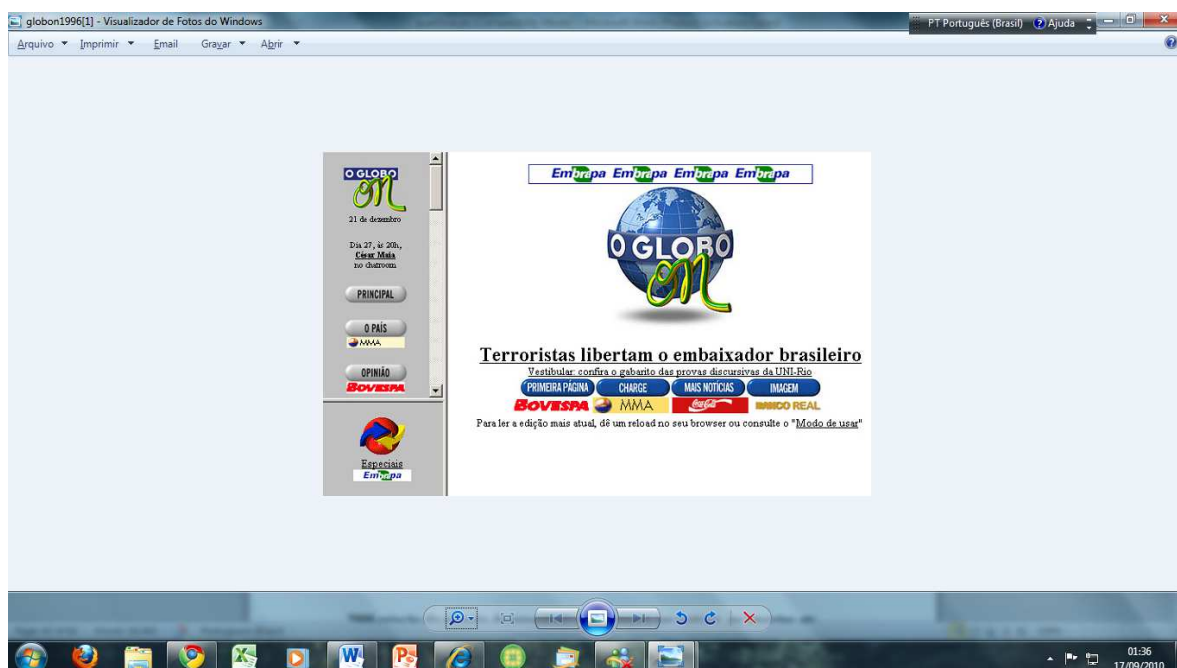 globon1996[1] - Visualizador de Fotos do Windows
PT Português (Brasil) Ajuda
Arquivo Imprimir Email Gravar Abrir
O GLOBO
on
21 de dezembro
Dia 27, às 20h,
César Maia
no chatroom
PRINCIPAL
O PAÍS
MMA
OPINIÃO
BOVESPA
Especiais
Embrapa
Embrapa Embrapa Embrapa Embrapa
O GLOBO
on
Terroristas libertam o embaixador brasileiro
Vestibular: confira o gabarito das provas discursivas da UNI-Rio
PRIMEIRA PÁGINA CHARGE MAIS NOTÍCIAS IMAGEM
BOVESPA MMA Coca-Cola BANCO REAL
Para ler a edição mais atual, dê um reload no seu browser ou consulte o "Modo de usar"
01:36
17/09/2010